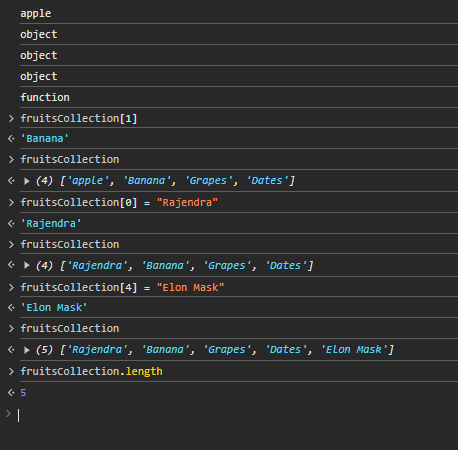 apple
object
object
object
function
> fruitsCollection[1]
'Banana'
> fruitsCollection
(4) ['apple', 'Banana', 'Grapes', 'Dates']
> fruitsCollection[0] = "Rajendra"
'Rajendra'
> fruitsCollection
(4) ['Rajendra', 'Banana', 'Grapes', 'Dates']
> fruitsCollection[4] = "Elon Mask"
'Elon Mask'
> fruitsCollection
(5) ['Rajendra', 'Banana', 'Grapes', 'Dates', 'Elon Mask']
> fruitsCollection.length
5
>